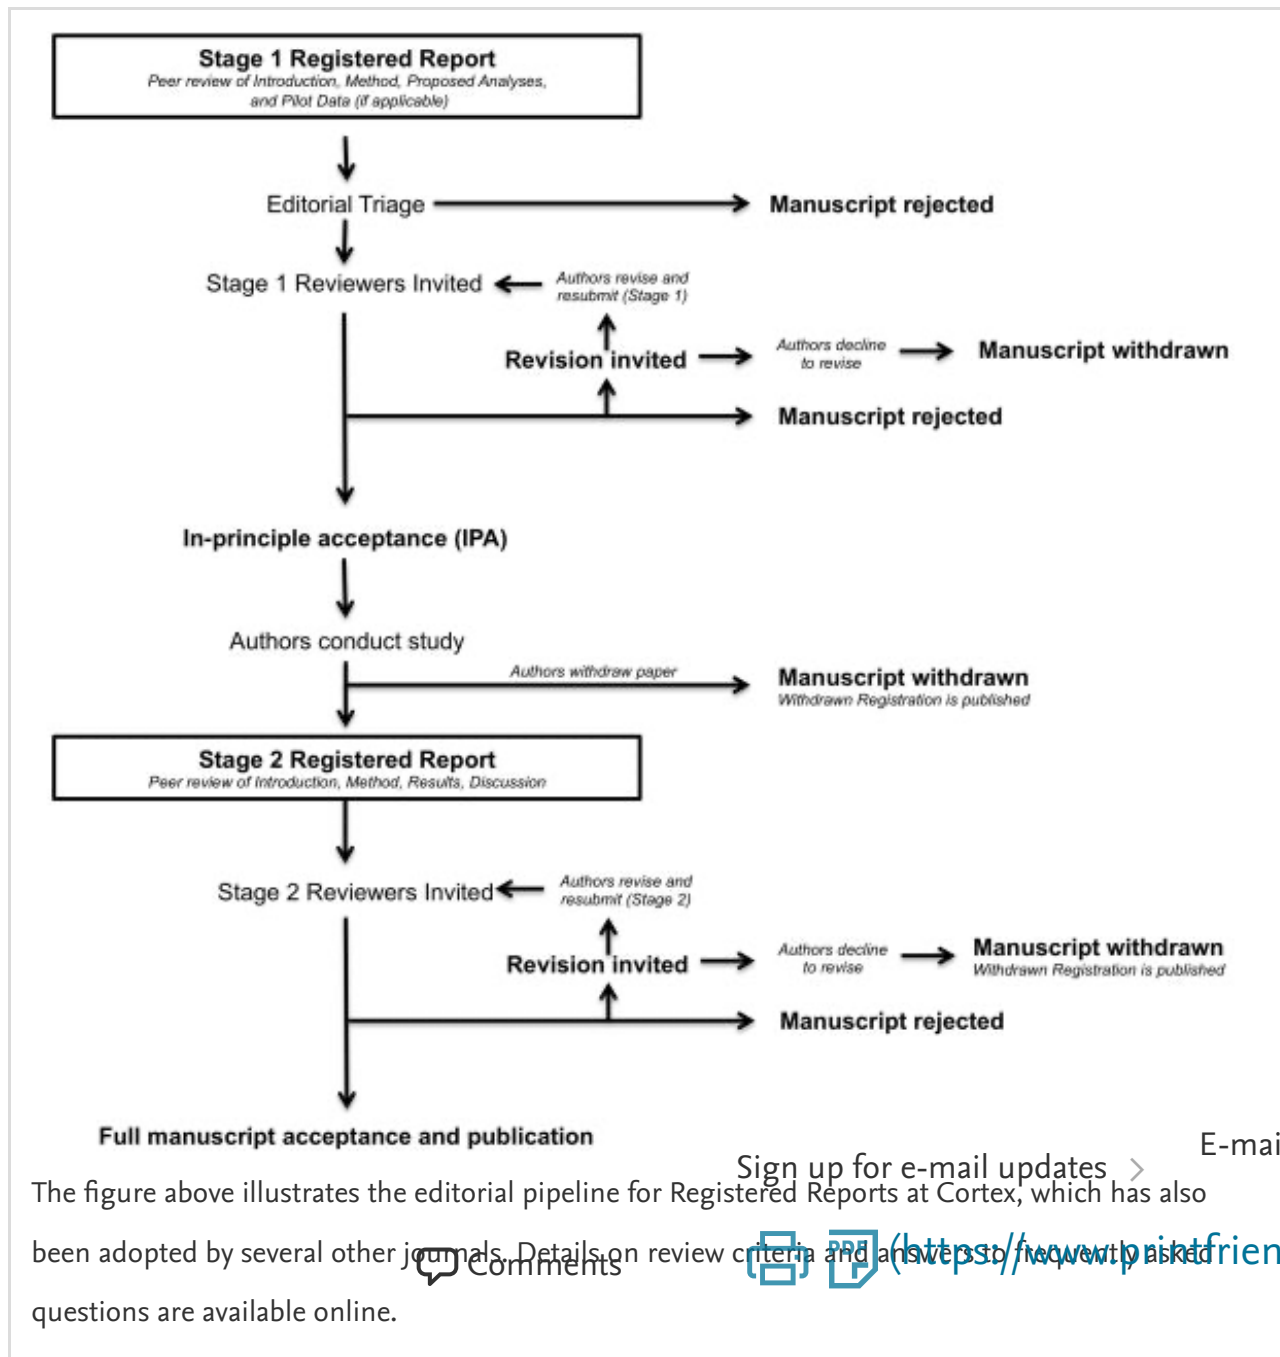 Stage 1 Registered Report
Peer review of Introduction, Method, Proposed Analyses,
and Pilot Data (if applicable)
Editorial Triage
Manuscript rejected
Stage 1 Reviewers Invited
Authors revise and
resubmit (Stage 1)
Revision invited
Authors decline
to revise
Manuscript withdrawn
Manuscript rejected
In-principle acceptance (IPA)
Authors conduct study
Authors withdraw paper
Manuscript withdrawn
Withdrawn Registration is published
Stage 2 Registered Report
Peer review of Introduction, Method, Results, Discussion
Stage 2 Reviewers Invited
Authors revise and
resubmit (Stage 2)
Revision invited
Authors decline
to revise
Manuscript withdrawn
Withdrawn Registration is published
Manuscript rejected
Full manuscript acceptance and publication
E-mai
Sign up for e-mail updates
The figure above illustrates the editorial pipeline for Registered Reports at Cortex, which has also
been adopted by several other journals. Details on review criteria and answers to frequently asked
Comments
PDF
(https://www.printfrien
questions are available online.